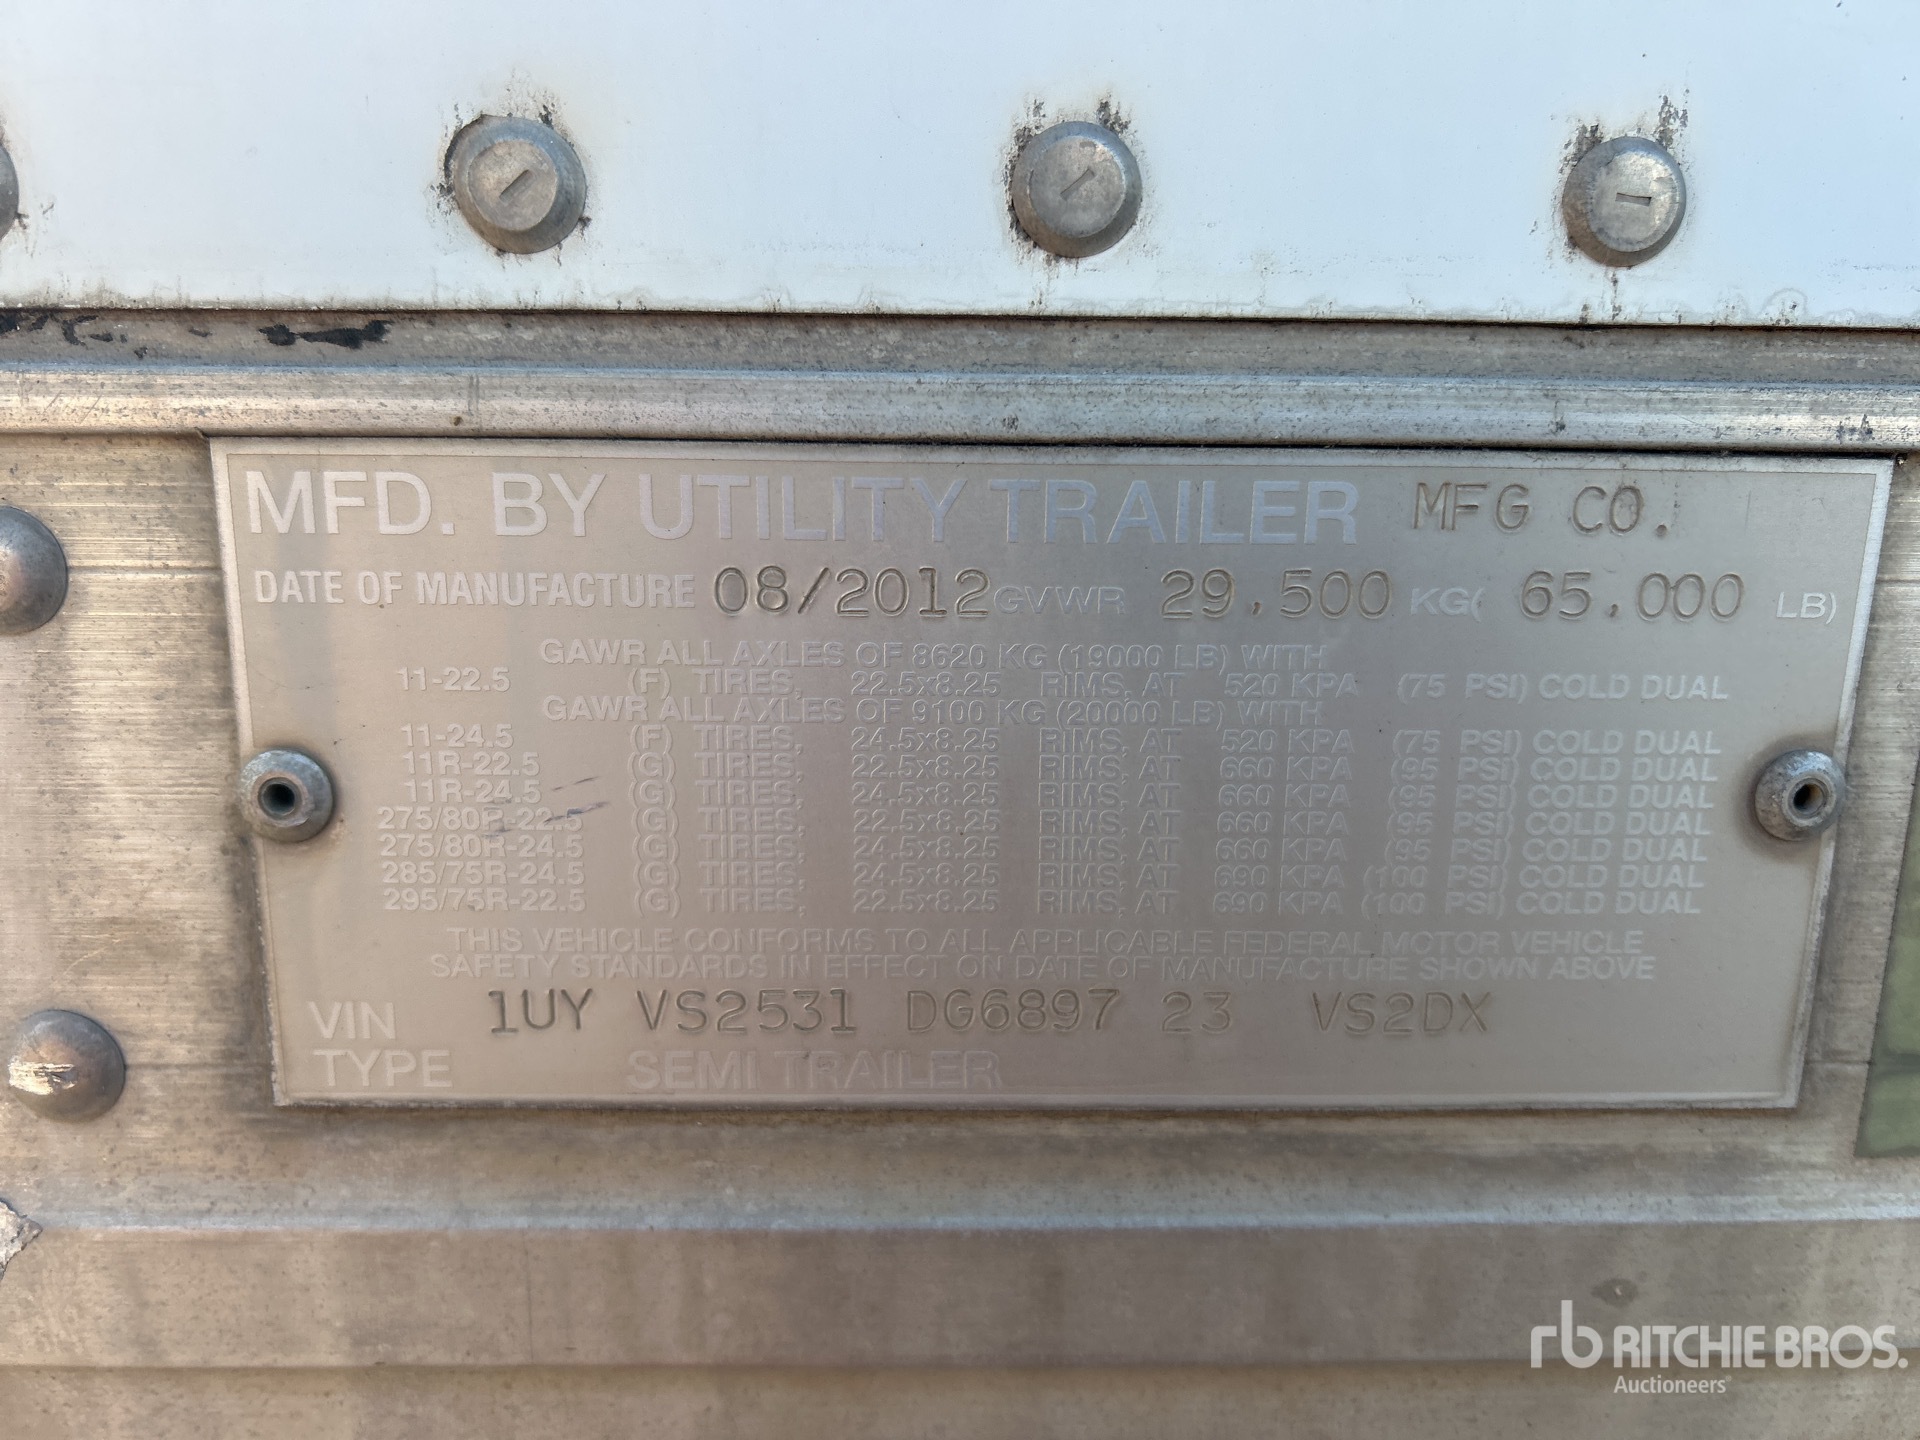 MFD. BY UTILITY TRAILER MFG CO.
DATE OF MANUFACTURE 08/2012 GVWR 29,500 KG( 65,000 LB)
GAWR ALL AXLES OF 8620 KG (19000 LB) WITH
11-22.5 (F) TIRES, 22.5x8.25 RIMS, AT 520 KPA (75 PSI) COLD DUAL
GAWR ALL AXLES OF 9100 KG (20000 LB) WITH
11-24.5 (F) TIRES, 24.5x8.25 RIMS, AT 520 KPA (75 PSI) COLD DUAL
11R-22.5 (G) TIRES, 22.5x8.25 RIMS, AT 660 KPA (95 PSI) COLD DUAL
11R-24.5 (G) TIRES, 24.5x8.25 RIMS, AT 660 KPA (95 PSI) COLD DUAL
275/80R-22.5 (G) TIRES, 22.5x8.25 RIMS, AT 660 KPA (95 PSI) COLD DUAL
275/80R-24.5 (G) TIRES, 24.5x8.25 RIMS, AT 660 KPA (95 PSI) COLD DUAL
285/75R-24.5 (G) TIRES, 24.5x8.25 RIMS, AT 690 KPA (100 PSI) COLD DUAL
295/75R-22.5 (G) TIRES, 22.5x8.25 RIMS, AT 690 KPA (100 PSI) COLD DUAL
THIS VEHICLE CONFORMS TO ALL APPLICABLE FEDERAL MOTOR VEHICLE
SAFETY STANDARDS IN EFFECT ON DATE OF MANUFACTURE SHOWN ABOVE
VIN 1UY VS2531 DG6897 23 VS2DX
TYPE SEMI TRAILER
rb RITCHIE BROS.
Auctioneers